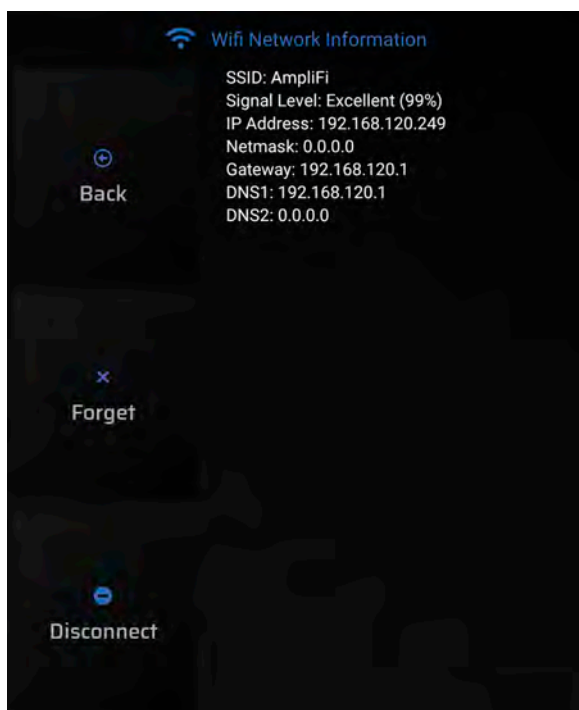 Wifi Network Information
SSID: AmpliFi
Signal Level: Excellent (99%)
IP Address: 192.168.120.249
Netmask: 0.0.0.0
Gateway: 192.168.120.1
DNS1: 192.168.120.1
DNS2: 0.0.0.0
Back
Forget
Disconnect